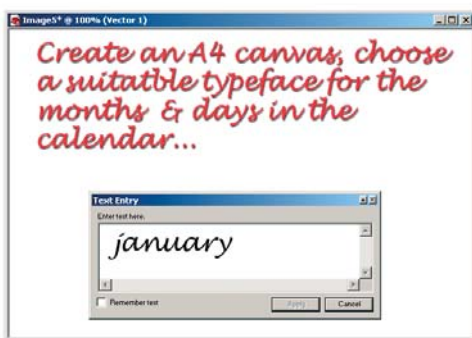 Image5* @ 100% (Vector 1)
Create an A4 canvas, choose
a suitatble typeface for the
months & days in the
calendar...
Text Entry
Enter text here.
january
Remember text
Apply
Cancel